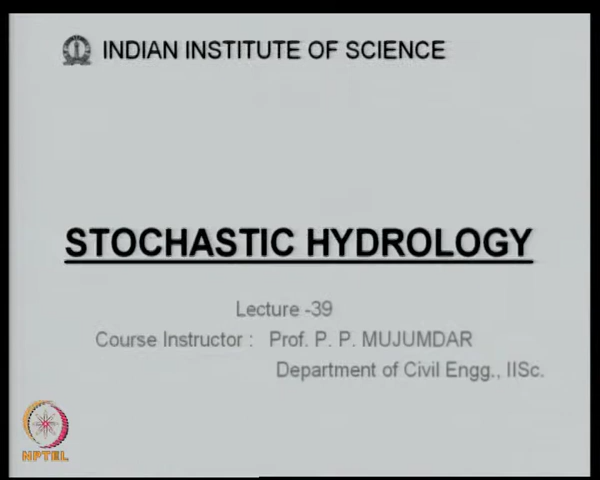 INDIAN INSTITUTE OF SCIENCE
STOCHASTIC HYDROLOGY
Lecture -39
Course Instructor : Prof. P. P. MUJUMDAR
Department of Civil Engg., IISc.
NPTEL